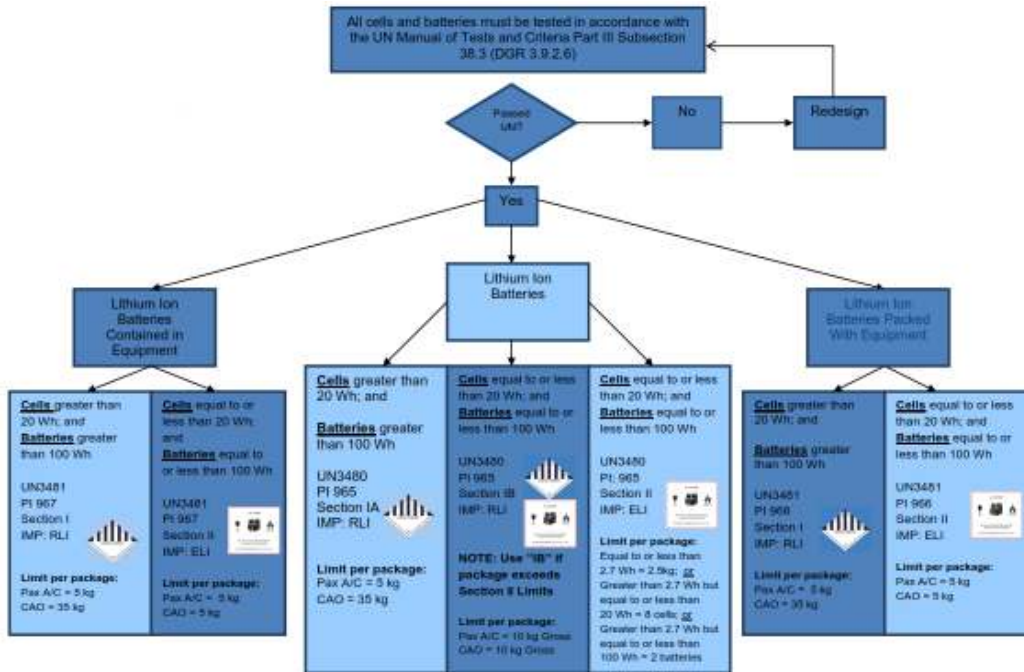 All cells and batteries must be tested in accordance with
the UN Manual of Tests and Criteria Part III Subsection
38.3 (DGR 3.9.2.6)
Passed
UN?
No
Redesign
Yes
Lithium Ion
Batteries
Contained in
Equipment
Lithium Ion
Batteries
Lithium Ion
Batteries Packed
With Equipment
Cells greater than
20 Wh; and
Batteries greater
than 100 Wh
UN3481
PI 967
Section I
IMP: RLI
Limit per package:
Pax A/C = 5 kg
CAO = 35 kg
Cells equal to or
less than 20 Wh;
and
Batteries equal to
or less than 100 Wh
UN3481
PI 967
Section II
IMP: ELI
Limit per package:
Pax A/C = 5 kg
CAO = 5 kg
Cells greater than
20 Wh; and
Batteries greater
than 100 Wh
UN3480
PI 965
Section IA
IMP: RLI
Limit per package:
Pax A/C = 5 kg
CAO = 35 kg
Cells equal to or less
than 20 Wh; and
Batteries equal to or
less than 100 Wh
UN3480
PI 965
Section IB
IMP: RLI
NOTE: Use "IB" if
package exceeds
Section II Limits
Limit per package:
Pax A/C = 10 kg Gross
CAO = 10 kg Gross
Cells equal to or less
than 20 Wh; and
Batteries equal to or
less than 100 Wh
UN3480
PI: 965
Section II
IMP: ELI
Limit per package:
Equal to or less than
2.7 Wh = 2.5kg; or
Greater than 2.7 Wh but
equal to or less than
20 Wh = 8 cells; or
Greater than 2.7 Wh but
equal to or less than
100 Wh = 2 batteries
Cells greater than
20 Wh; and
Batteries greater
than 100 Wh
UN3481
PI 966
Section I
IMP: RLI
Limit per package:
Pax A/C = 5 kg
CAO = 35 kg
Cells equal to or less
than 20 Wh; and
Batteries equal to or
less than 100 Wh
UN3481
PI 966
Section II
IMP: ELI
Limit per package:
Pax A/C = 5 kg
CAO = 5 kg